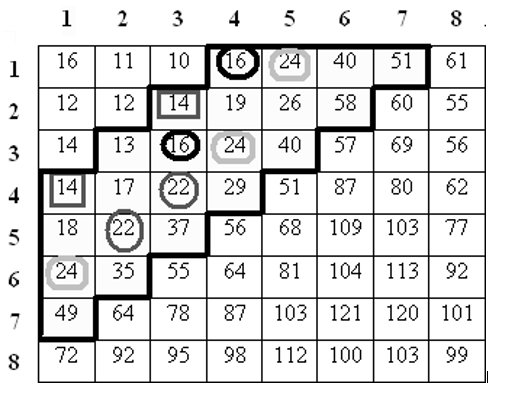 1 2 3 4 5 6 7 8
1 16 11 10 16 24 40 51 61
2 12 12 14 19 26 58 60 55
3 14 13 16 24 40 57 69 56
4 14 17 22 29 51 87 80 62
5 18 22 37 56 68 109 103 77
6 24 35 55 64 81 104 113 92
7 49 64 78 87 103 121 120 101
8 72 92 95 98 112 100 103 99